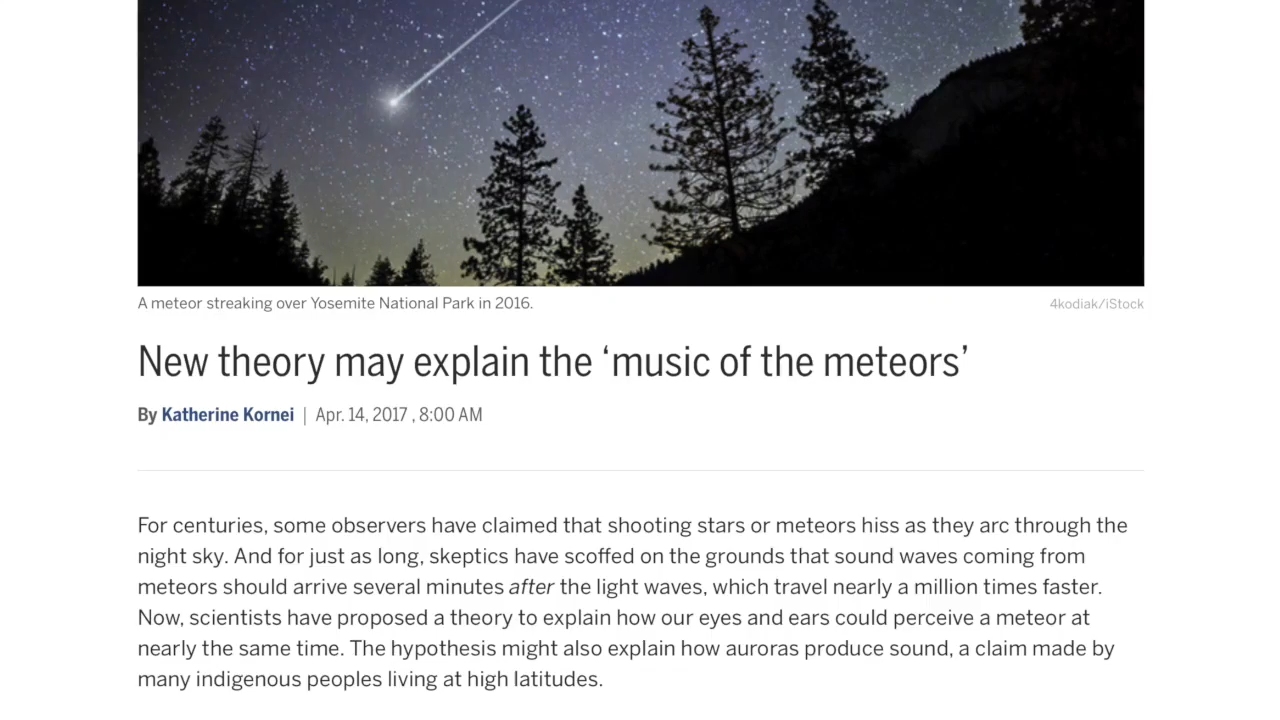 A meteor streaking over Yosemite National Park in 2016.
4kodiak/iStock
New theory may explain the ‘music of the meteors’
By Katherine Kornei | Apr. 14, 2017 , 8:00 AM
For centuries, some observers have claimed that shooting stars or meteors hiss as they arc through the
night sky. And for just as long, skeptics have scoffed on the grounds that sound waves coming from
meteors should arrive several minutes after the light waves, which travel nearly a million times faster.
Now, scientists have proposed a theory to explain how our eyes and ears could perceive a meteor at
nearly the same time. The hypothesis might also explain how auroras produce sound, a claim made by
many indigenous peoples living at high latitudes.